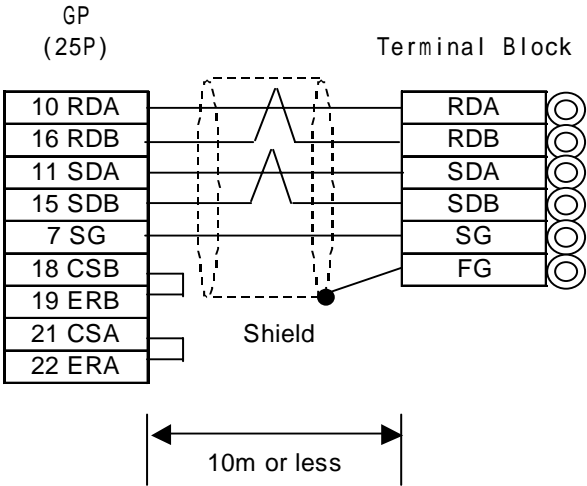 GP
(25P)
Terminal Block
10 RDA
RDA
16 RDB
RDB
11 SDA
SDA
15 SDB
SDB
7 SG
SG
18 CSB
FG
19 ERB
21 CSA
Shield
22 ERA
10m or less